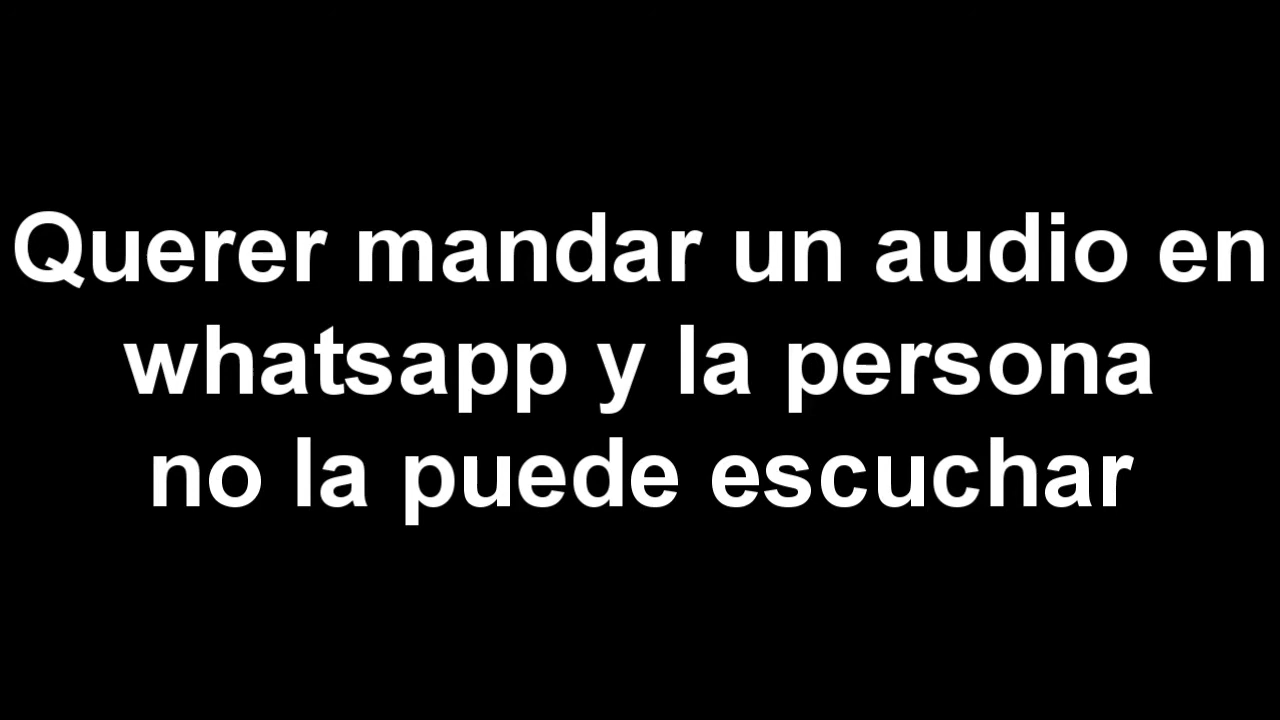 Querer mandar un audio en
whatsapp y la persona
no la puede escuchar